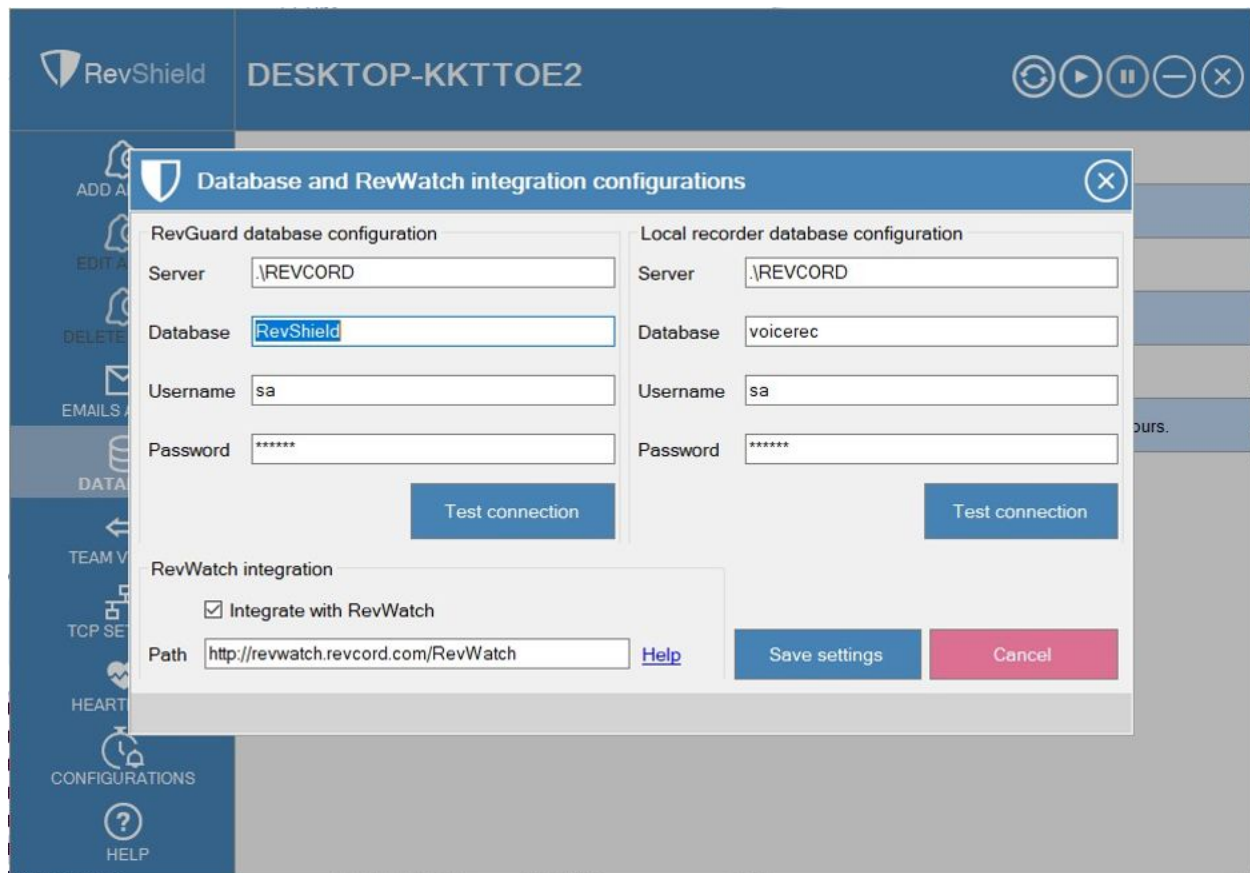 RevShield
DESKTOP-KKTTOE2
ADD A
EDIT A
DELETE
EMAILS A
DATA
TEAM V
TCP SE
HEART
CONFIGURATIONS
HELP
Database and RevWatch integration configurations
RevGuard database configuration
Server .\REVCORD
Database RevShield
Username sa
Password ******
Test connection
Local recorder database configuration
Server .\REVCORD
Database voicerec
Username sa
Password ******
Test connection
RevWatch integration
Integrate with RevWatch
Path http://revwatch.revcord.com/RevWatch Help
Save settings
Cancel
ours.